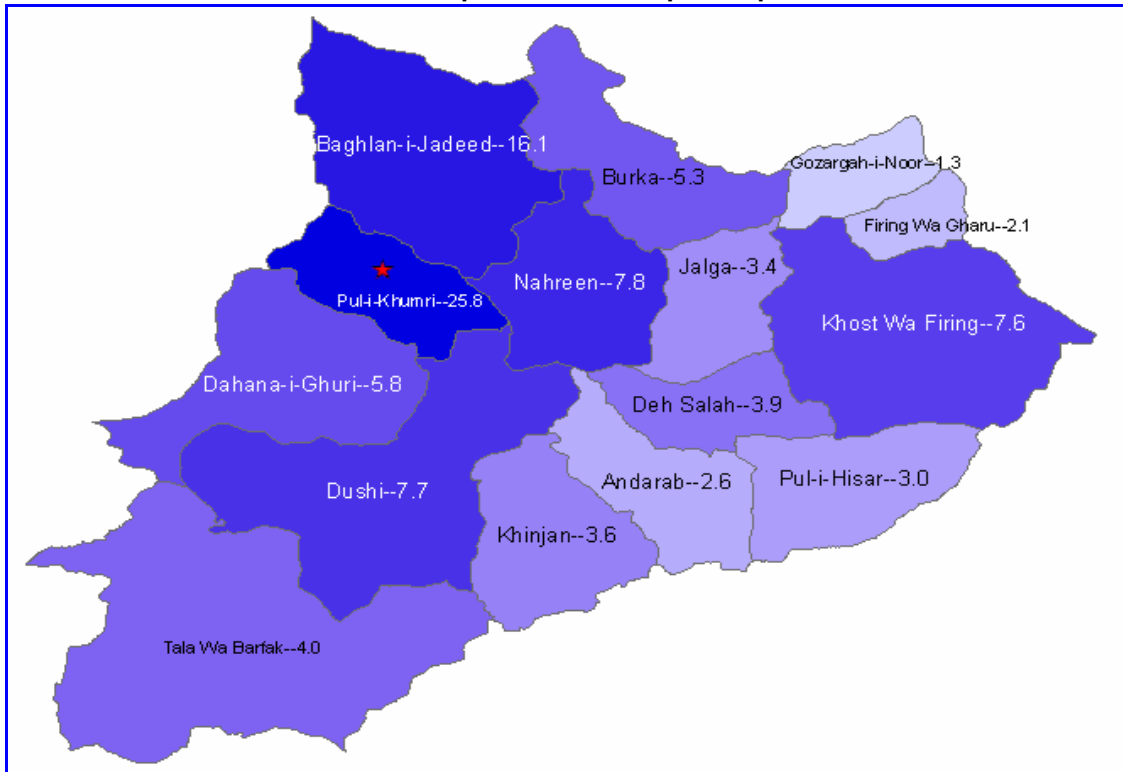 Baghlan-i-Jadeed--16.1
Burka--5.3
Gozargah-i-Noor--1.3
Firing Wa Gharu--2.1
Jalga--3.4
Nahreen--7.8
Pul-i-Khumri--25.8
Khost Wa Firing--7.6
Dahana-i-Ghuri--5.8
Deh Salah--3.9
Dushi--7.7
Andarab--2.6
Pul-i-Hisar--3.0
Khinjan--3.6
Tala Wa Barfak--4.0